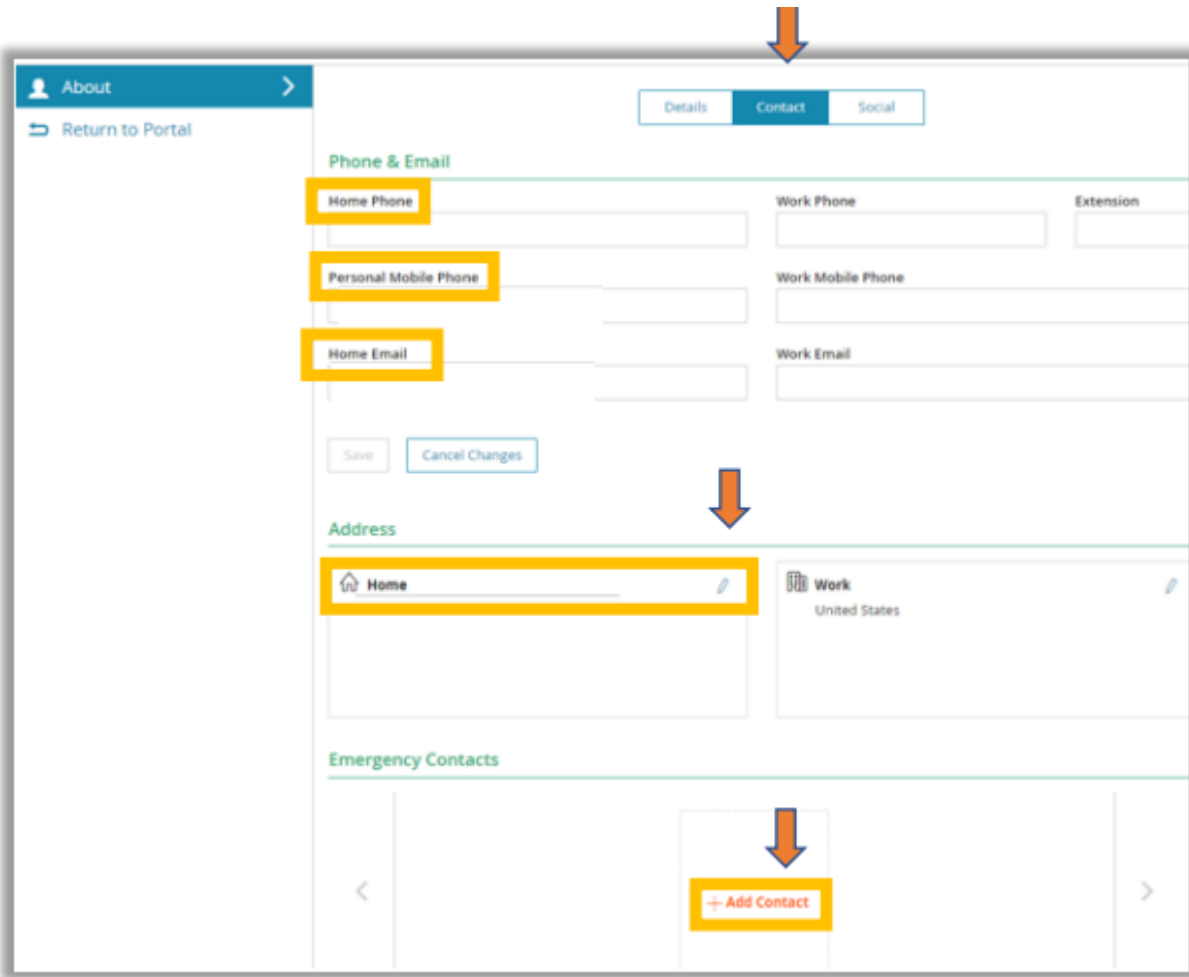 About
Return to Portal
Details Contact Social
Phone & Email
Home Phone Work Phone Extension
Personal Mobile Phone Work Mobile Phone
Home Email Work Email
Save Cancel Changes
Address
Home Work
United States
Emergency Contacts
+ Add Contact